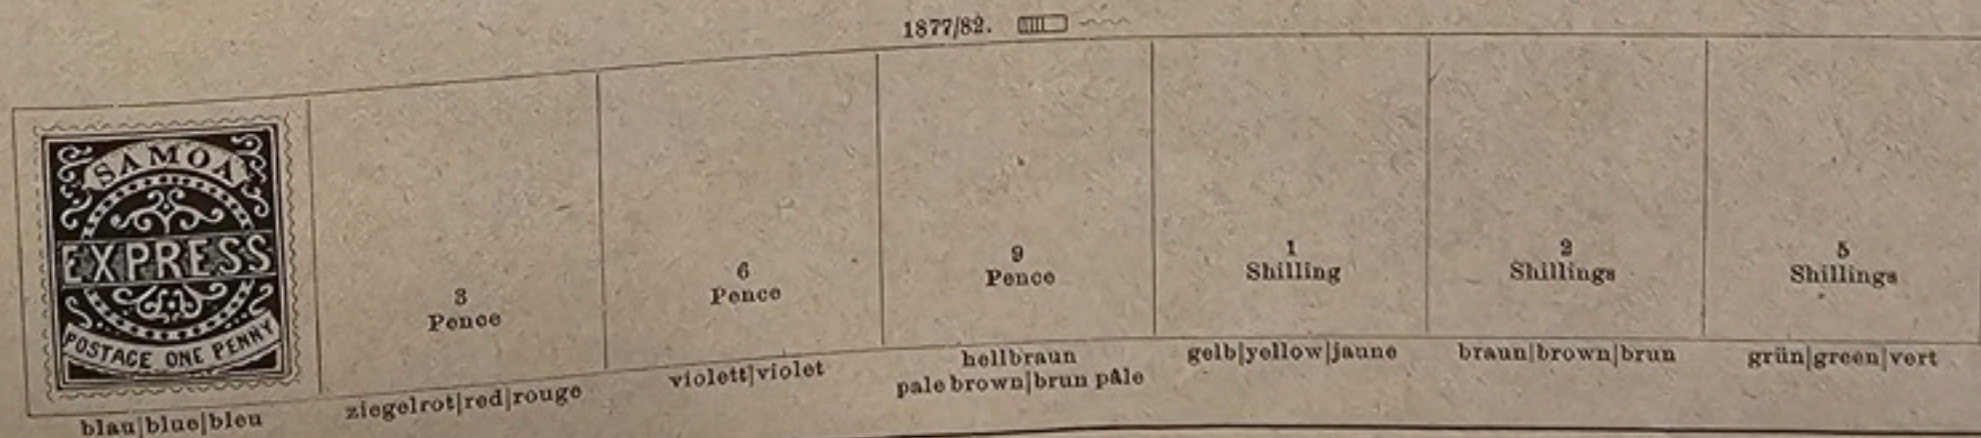 1877/82.
SAMOA
EXPRESS
POSTAGE ONE PENNY
blau|blue|bleu
3
Pence
ziegelrot|red|rouge
6
Pence
violett|violet
9
Pence
hellbraun
pale brown|brun pâle
1
Shilling
gelb|yellow|jaune
2
Shillings
braun|brown|brun
5
Shillings
grün|green|vert